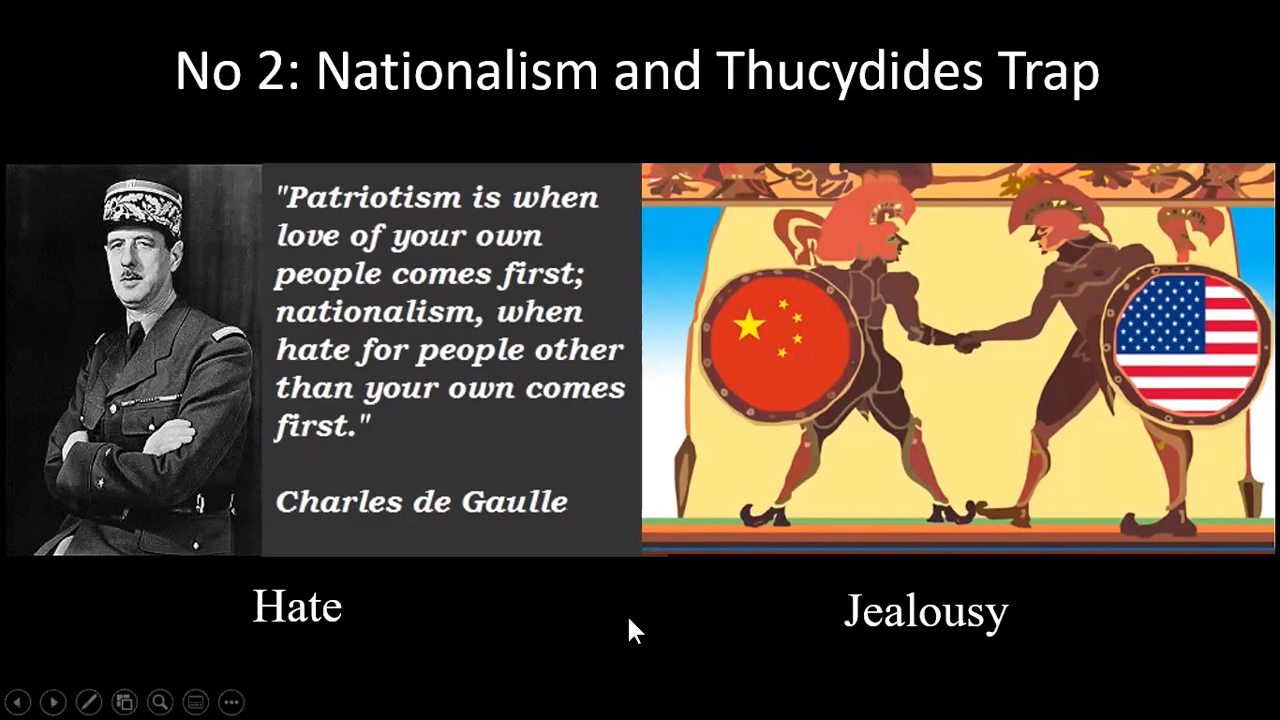 No 2: Nationalism and Thucydides Trap
"Patriotism is when
love of your own
people comes first;
nationalism, when
hate for people other
than your own comes
first."
Charles de Gaulle
Hate
Jealousy